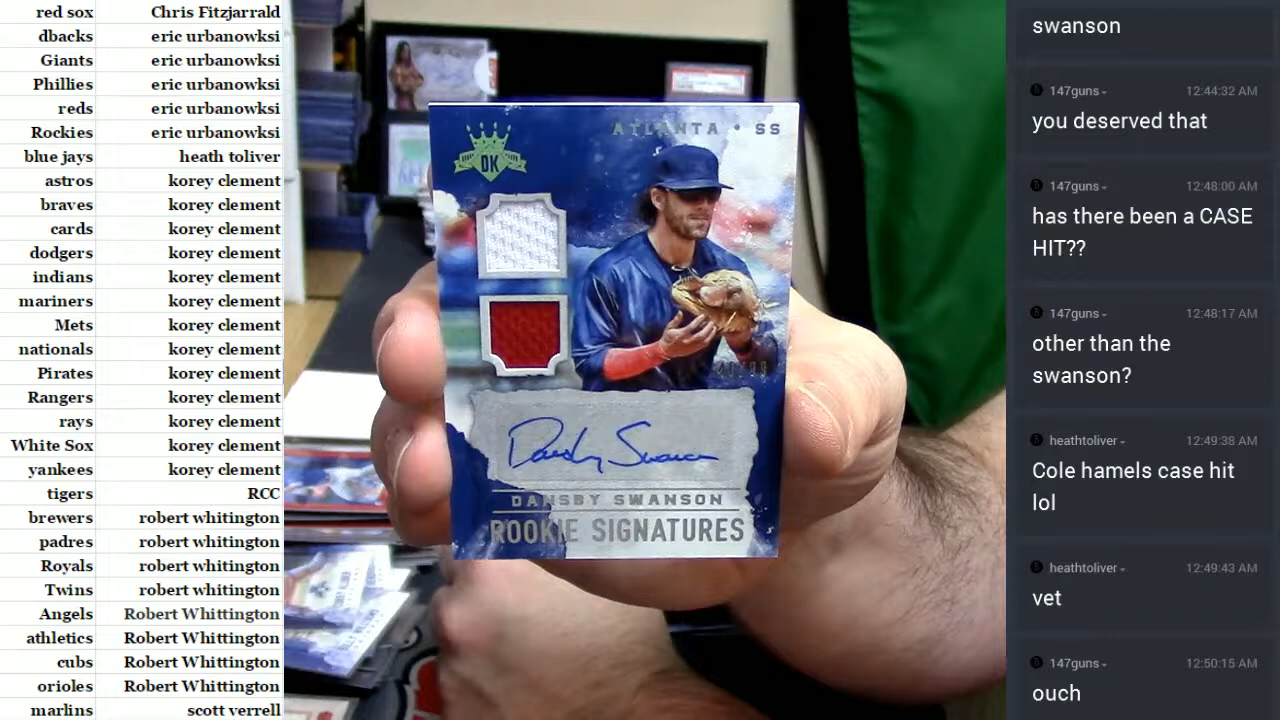 red sox Chris Fitzjarrald
dbacks eric urbanowksi
Giants eric urbanowksi
Phillies eric urbanowksi
reds eric urbanowksi
Rockies eric urbanowksi
blue jays heath toliver
astros korey clement
braves korey clement
cards korey clement
dodgers korey clement
indians korey clement
mariners korey clement
Mets korey clement
nationals korey clement
Pirates korey clement
Rangers korey clement
rays korey clement
White Sox korey clement
yankees korey clement
tigers RCC
brewers robert whitington
padres robert whitington
Royals robert whitington
Twins robert whitington
Angels Robert Whittington
athletics Robert Whittington
cubs Robert Whittington
orioles Robert Whittington
marlins scott verrell
ATLANTA • SS
DK
Dansby Swanson
DANSBY SWANSON
ROOKIE SIGNATURES
swanson
147guns 12:44:32 AM
you deserved that
147guns 12:48:00 AM
has there been a CASE
HIT??
147guns 12:48:17 AM
other than the
swanson?
heathtoliver 12:49:38 AM
Cole hamels case hit
lol
heathtoliver 12:49:43 AM
vet
147guns 12:50:15 AM
ouch